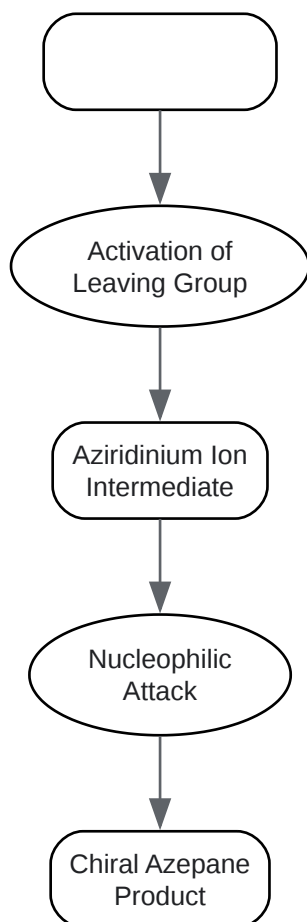 Activation of
Leaving Group
Aziridinium Ion
Intermediate
Nucleophilic
Attack
Chiral Azepane
Product